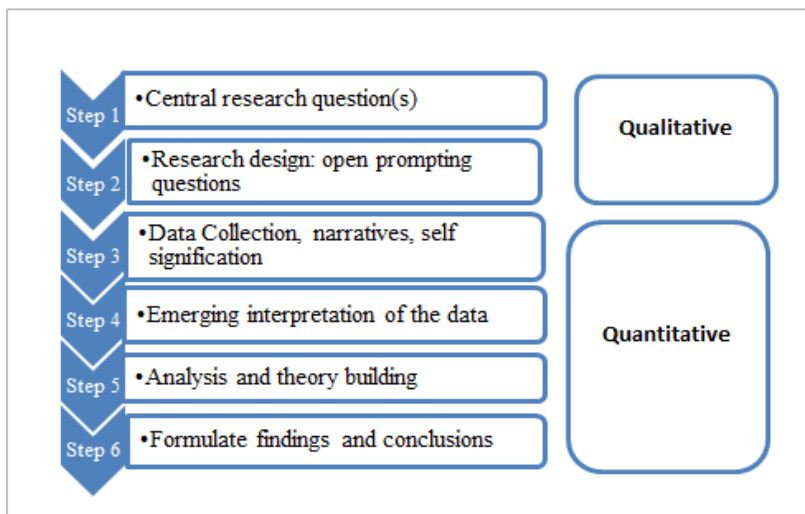 Step 1
•Central research question(s)
Step 2
•Research design: open prompting
questions
Step 3
•Data Collection, narratives, self
signification
Step 4
•Emerging interpretation of the data
Step 5
•Analysis and theory building
Step 6
•Formulate findings and conclusions
Qualitative
Quantitative